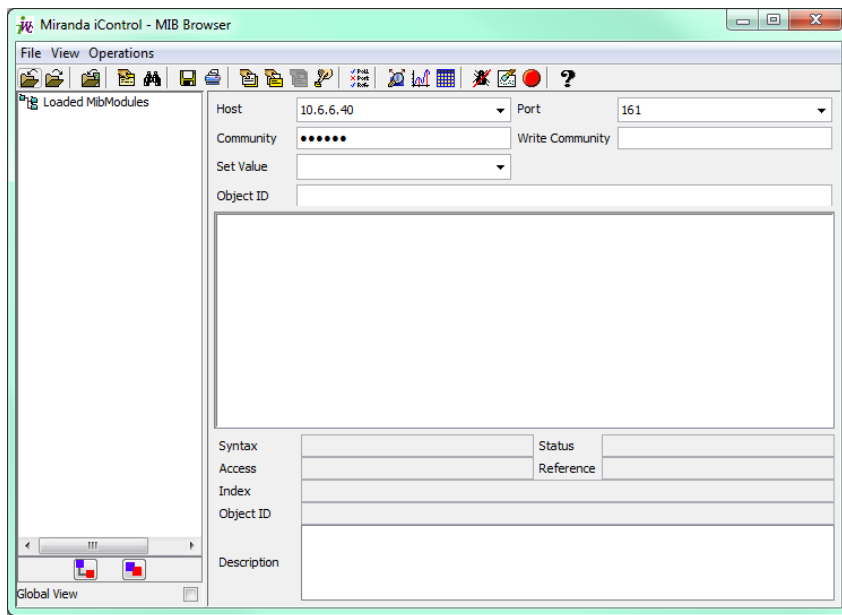 Miranda iControl - MIB Browser
File View Operations
Loaded MibModules
Host 10.6.6.40 Port 161
Community •••••• Write Community
Set Value
Object ID
Syntax Status
Access Reference
Index
Object ID
Description
Global View